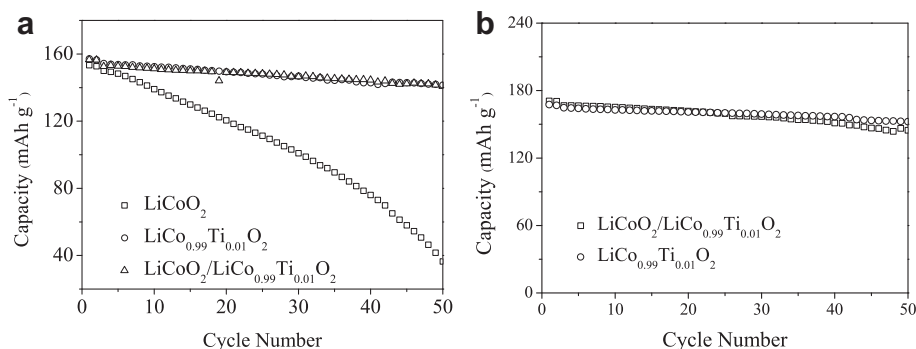 a
Capacity (mAh g⁻¹)
160
120
80
40
LiCoO₂
LiCo₀.₉₉Ti₀.₀₁O₂
LiCoO₂/LiCo₀.₉₉Ti₀.₀₁O₂
0 10 20 30 40 50
Cycle Number
b
Capacity (mAh g⁻¹)
240
180
120
60
0
LiCoO₂/LiCo₀.₉₉Ti₀.₀₁O₂
LiCo₀.₉₉Ti₀.₀₁O₂
0 10 20 30 40 50
Cycle Number